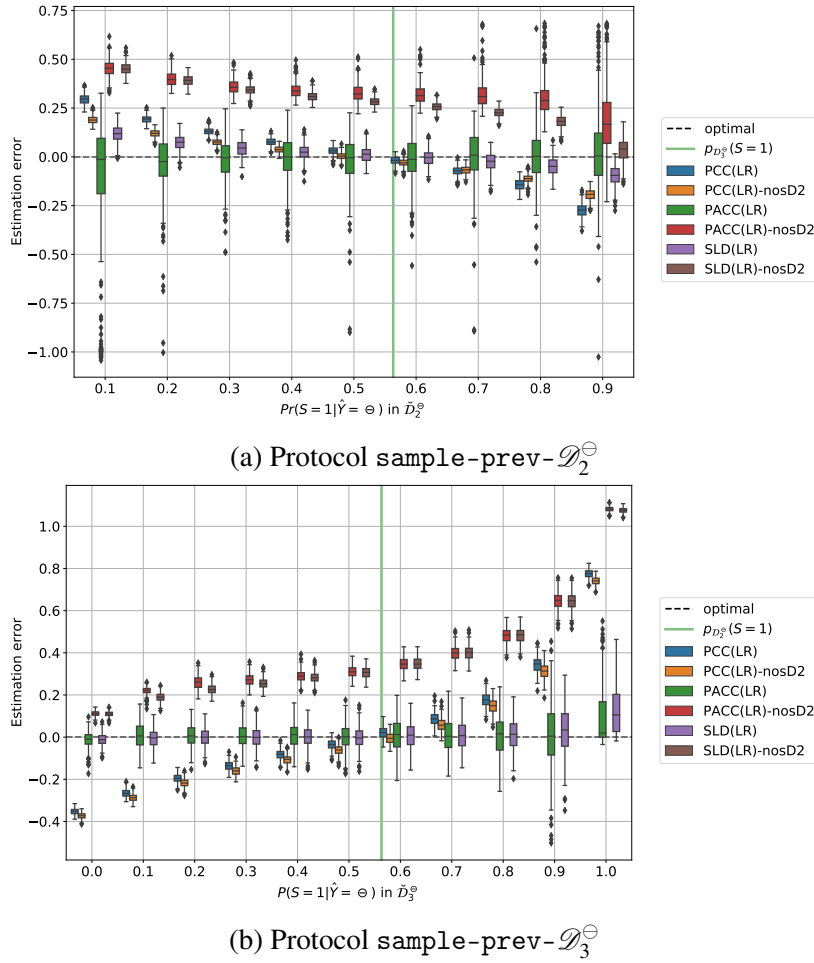 0.75
0.50
0.25
0.00
−0.25
−0.50
−0.75
−1.00
Estimation error
0.1 0.2 0.3 0.4 0.5 0.6 0.7 0.8 0.9
Pr(S = 1|Ŷ = ⊖) in 𝒟̌₂^⊖
optimal
p_𝒟₃^⊖(S = 1)
PCC(LR)
PCC(LR)-nosD2
PACC(LR)
PACC(LR)-nosD2
SLD(LR)
SLD(LR)-nosD2
(a) Protocol sample-prev-𝒟₂^⊖
1.0
0.8
0.6
0.4
0.2
0.0
−0.2
−0.4
Estimation error
0.0 0.1 0.2 0.3 0.4 0.5 0.6 0.7 0.8 0.9 1.0
P(S = 1|Ŷ = ⊖) in 𝒟̌₃^⊖
optimal
p_𝒟₂^⊖(S = 1)
PCC(LR)
PCC(LR)-nosD2
PACC(LR)
PACC(LR)-nosD2
SLD(LR)
SLD(LR)-nosD2
(b) Protocol sample-prev-𝒟₃^⊖